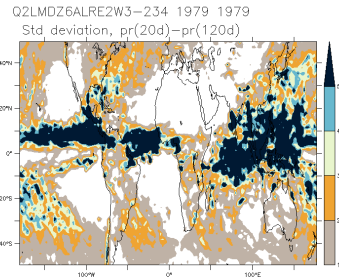 Q2LMDZ6ALRE2W3-234 1979 1979
Std deviation, pr(20d)-pr(120d)
40°N
20°N
0°
20°S
40°S
100°W
0°
100°E
5
4
3
2
1